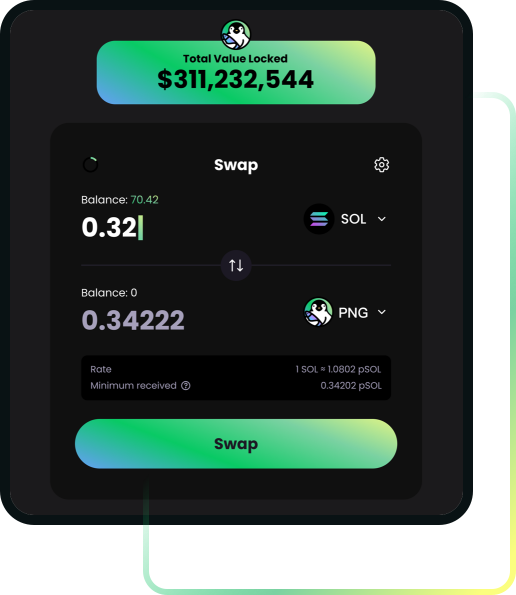 Total Value Locked
$311,232,544
Swap
Balance: 70.42
0.32
SOL
Balance: 0
0.34222
PNG
Rate 1 SOL ≈ 1.0802 pSOL
Minimum received 0.34202 pSOL
Swap